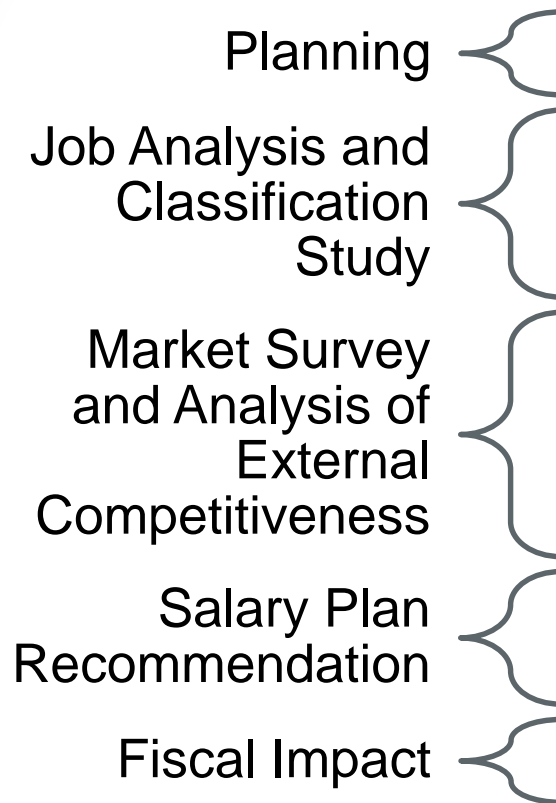 Planning
Job Analysis and
Classification
Study
Market Survey
and Analysis of
External
Competitiveness
Salary Plan
Recommendation
Fiscal Impact